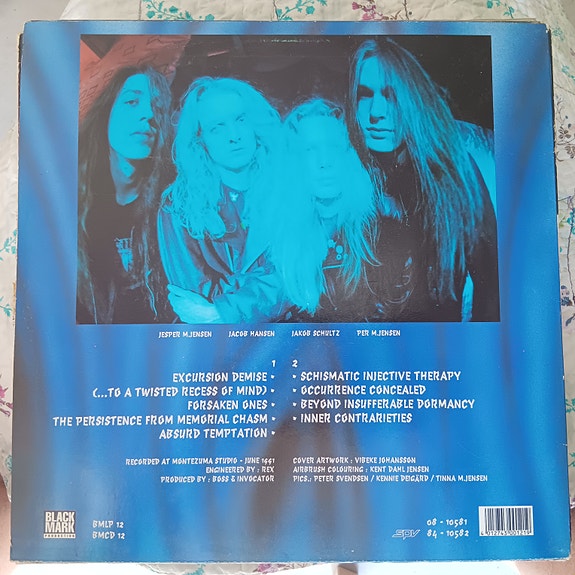 JESPER M.JENSEN JACOB HANSEN JAKOB SCHULTZ PER M.JENSEN
1
EXCURSION DEMISE
(...TO A TWISTED RECESS OF MIND)
FORSAKEN ONES
THE PERSISTENCE FROM MEMORIAL CHASM
ABSURD TEMPTATION
2
SCHISMATIC INJECTIVE THERAPY
OCCURRENCE CONCEALED
BEYOND INSUFFERABLE DORMANCY
INNER CONTRARIETIES
RECORDED AT MONTEZUMA STUDIO - JUNE 1991
ENGINEERED BY : REX
PRODUCED BY : BOSS & INVOCATOR
COVER ARTWORK : VIBEKE JOHANSSON
AIRBRUSH COLOURING : KENT DAHL JENSEN
PICS.: PETER SVENDSEN / KENNIE DEIGÅRD / TINNA M.JENSEN
BLACK
MARK
PRODUCTION
BMLP 12
BMCD 12
SPV
08 - 10581
84 - 10582